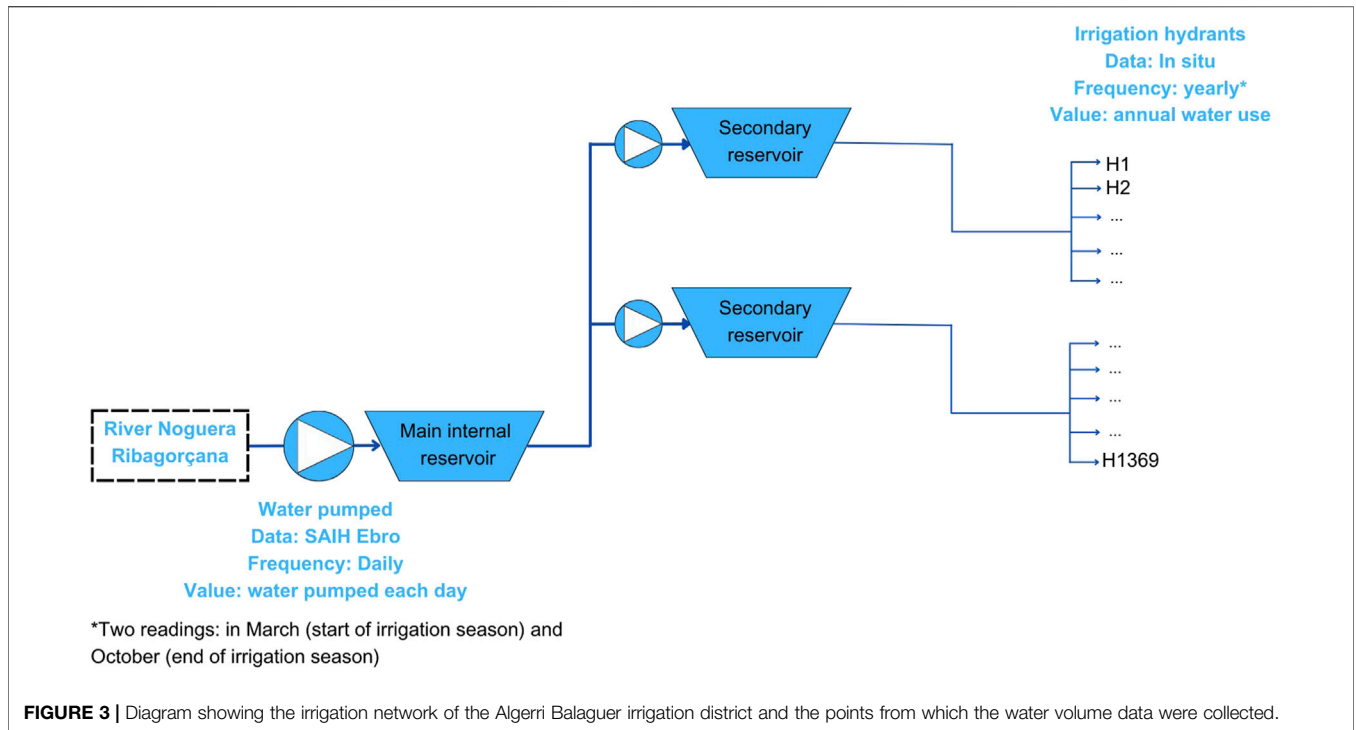 Irrigation hydrants
Data: In situ
Frequency: yearly*
Value: annual water use
Secondary
reservoir
H1
H2
...
...
...
Secondary
reservoir
...
...
...
...
H1369
River Noguera
Ribagorçana
Main internal
reservoir
Water pumped
Data: SAIH Ebro
Frequency: Daily
Value: water pumped each day
*Two readings: in March (start of irrigation season) and
October (end of irrigation season)
FIGURE 3 | Diagram showing the irrigation network of the Algerri Balaguer irrigation district and the points from which the water volume data were collected.